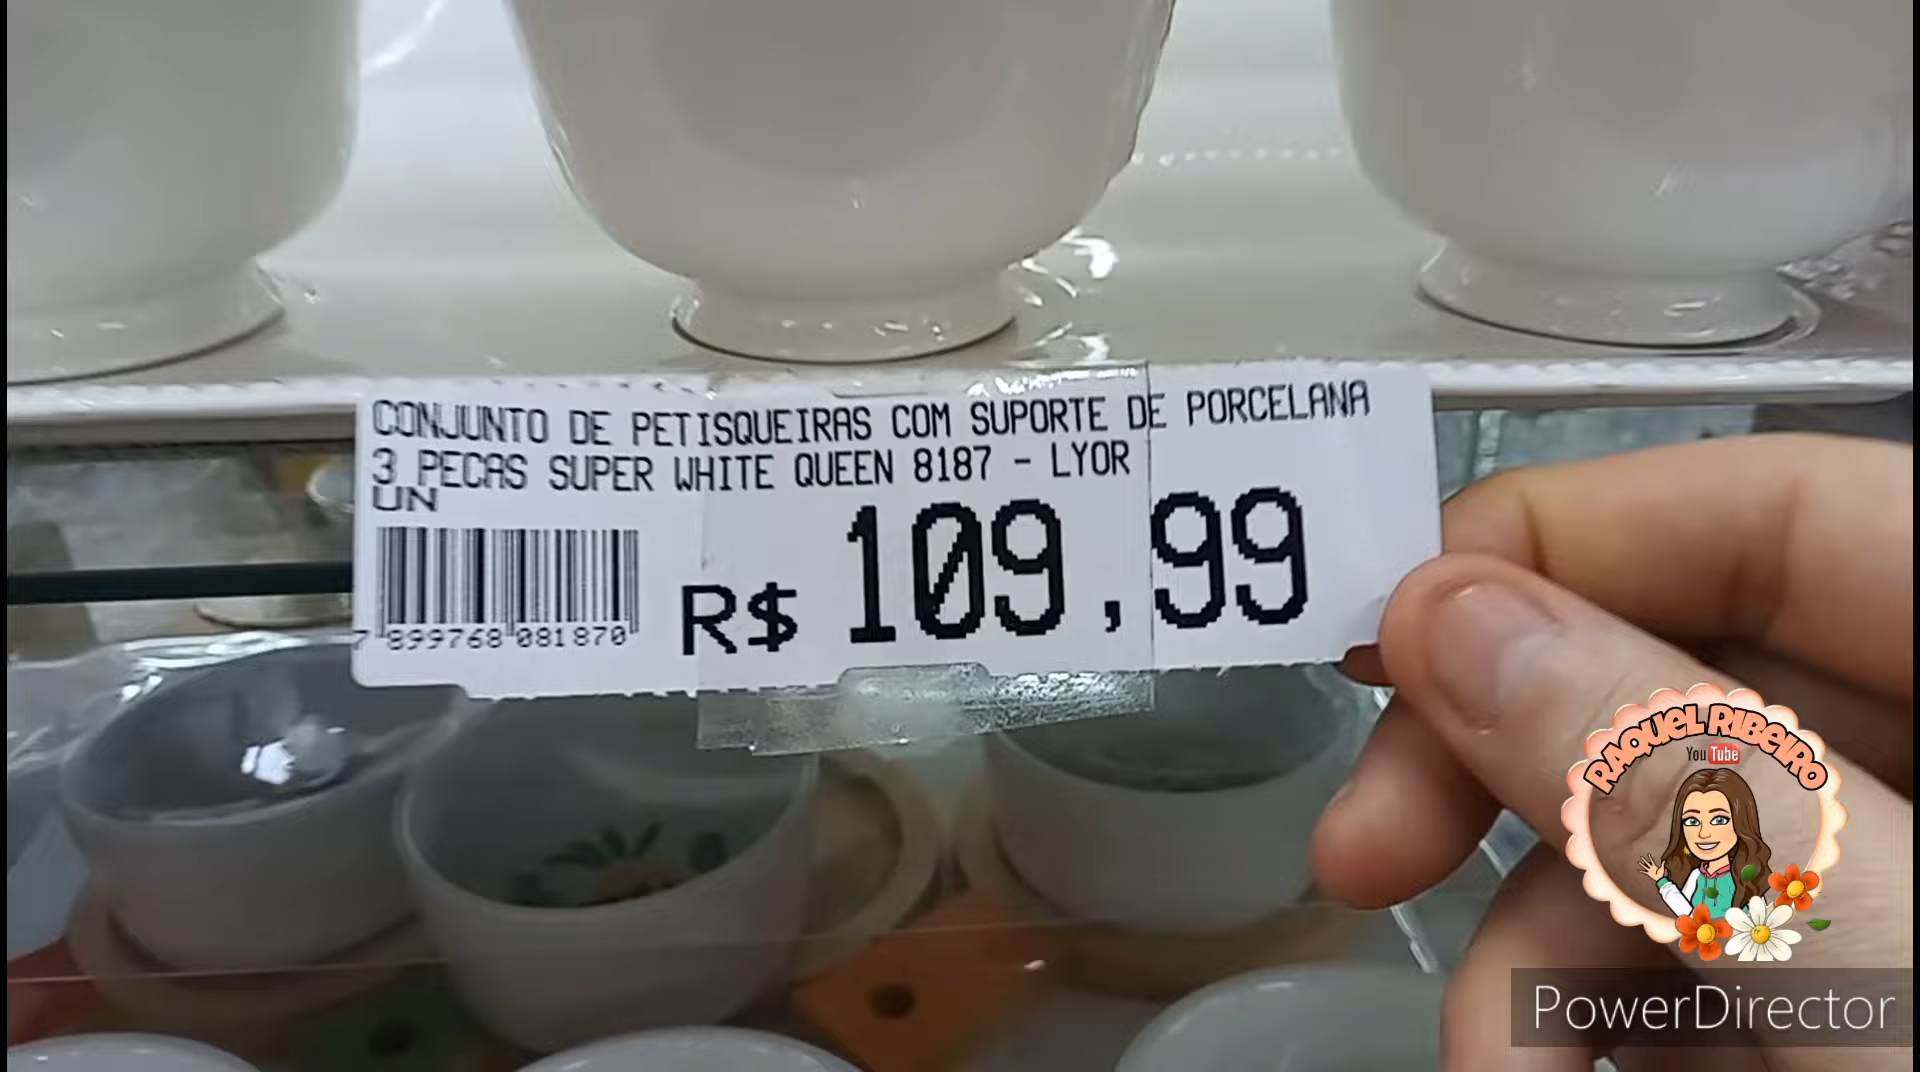 CONJUNTO DE PETISQUEIRAS COM SUPORTE DE PORCELANA
3 PECAS SUPER WHITE QUEEN 8187 - LYOR
UN
R$ 109,99
7 899768 081870
RAQUEL RIBEIRO
YouTube
PowerDirector